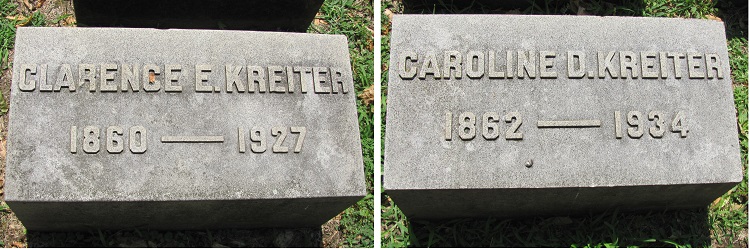 CLARENCE E. KREITER
1860 — 1927
CAROLINE D. KREITER
1862 — 1934